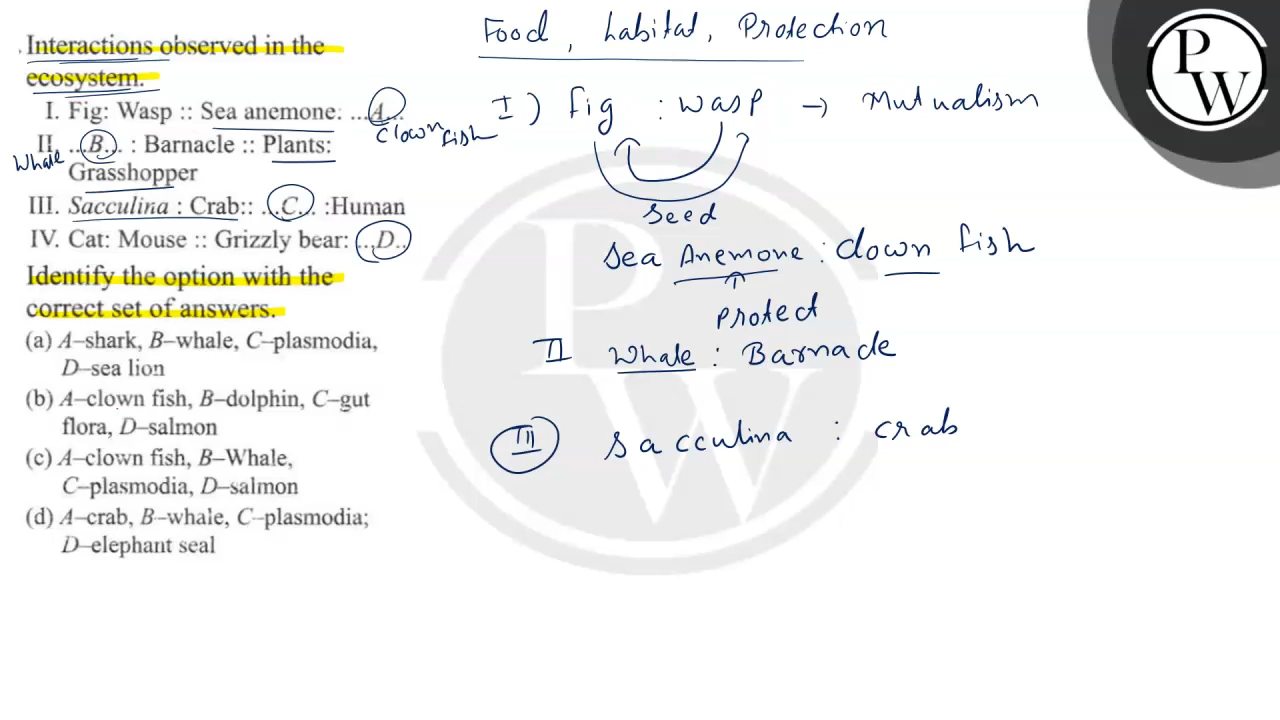 Interactions observed in the
ecosystem.
I. Fig: Wasp :: Sea anemone: ...A...
II. ...B... : Barnacle :: Plants:
Grasshopper
III. Sacculina : Crab:: ...C... :Human
IV. Cat: Mouse :: Grizzly bear: ...D...
Identify the option with the
correct set of answers.
(a) A–shark, B–whale, C–plasmodia,
D–sea lion
(b) A–clown fish, B–dolphin, C–gut
flora, D–salmon
(c) A–clown fish, B–Whale,
C–plasmodia, D–salmon
(d) A–crab, B–whale, C–plasmodia;
D–elephant seal
clown fish
Whale
Food, habitat, Protection
I) fig : wasp → Mutualism
seed
sea Anemone : clown fish
protect
II whale : Barnacle
III sacculina : crab
P
W
P
W